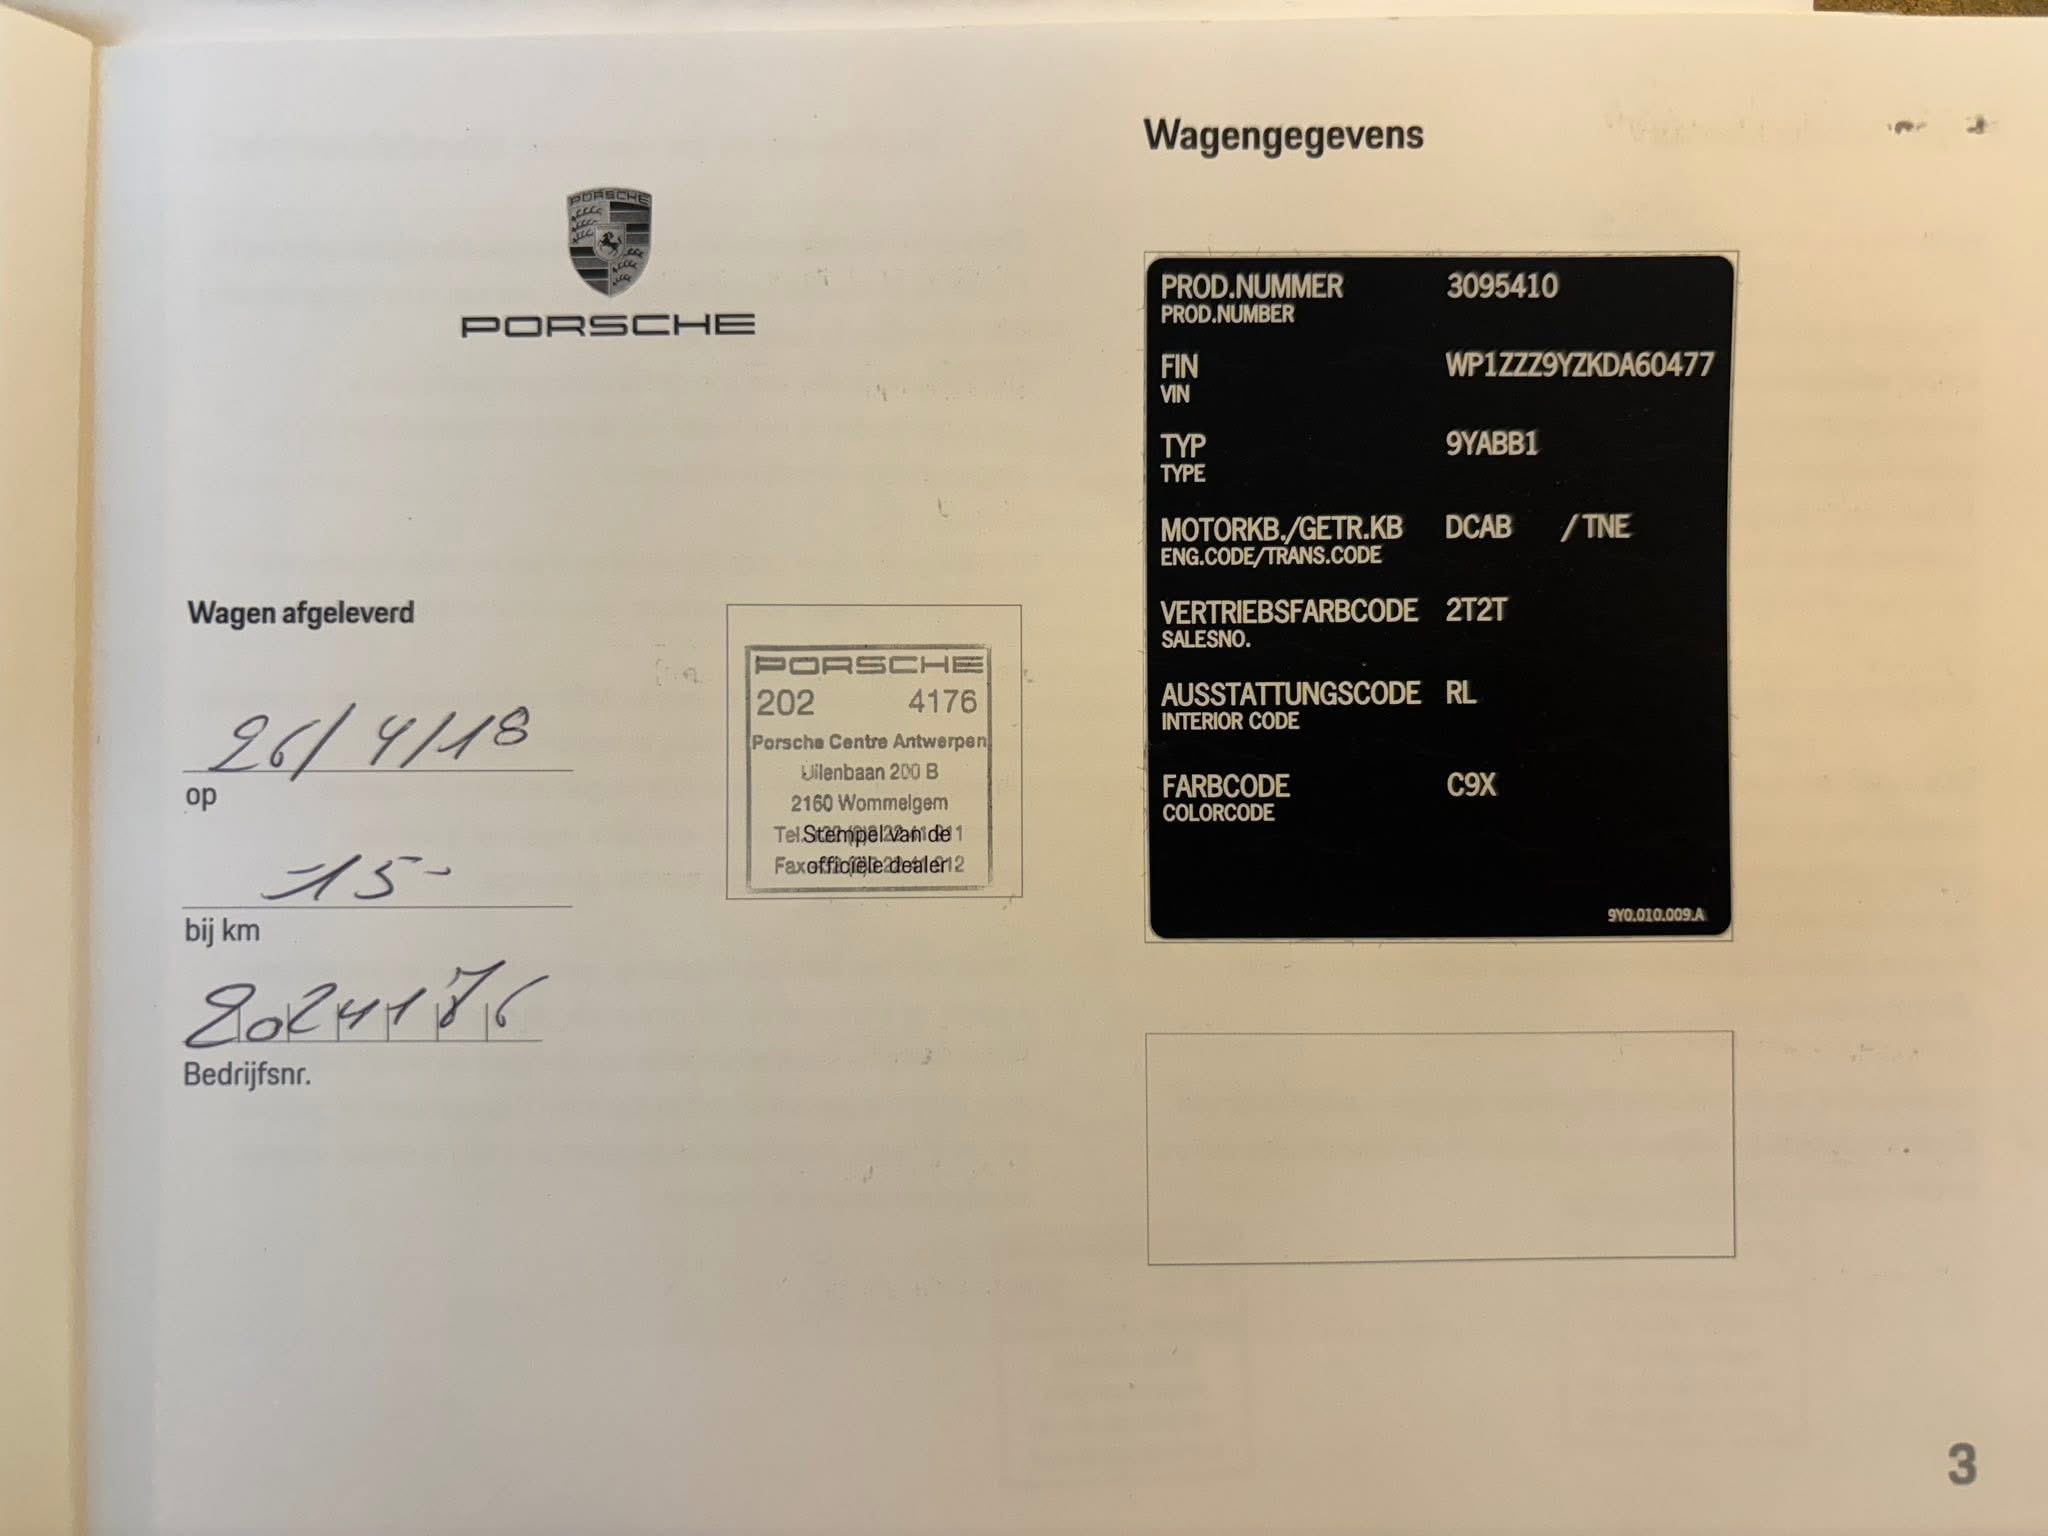 PORSCHE
PORSCHE
Wagen afgeleverd
26/4/18
op
=15-
bij km
2024176
Bedrijfsnr.
PORSCHE
202 4176
Porsche Centre Antwerpen
Uilenbaan 200 B
2160 Wommelgem
Tel.
Stempel van de
Fax
officiële dealer
Wagengegevens
PROD.NUMMER 3095410
PROD.NUMBER
FIN WP1ZZZ9YZKDA60477
VIN
TYP 9YABB1
TYPE
MOTORKB./GETR.KB DCAB / TNE
ENG.CODE/TRANS.CODE
VERTRIEBSFARBCODE 2T2T
SALESNO.
AUSSTATTUNGSCODE RL
INTERIOR CODE
FARBCODE C9X
COLORCODE
9Y0.010.009.A
3